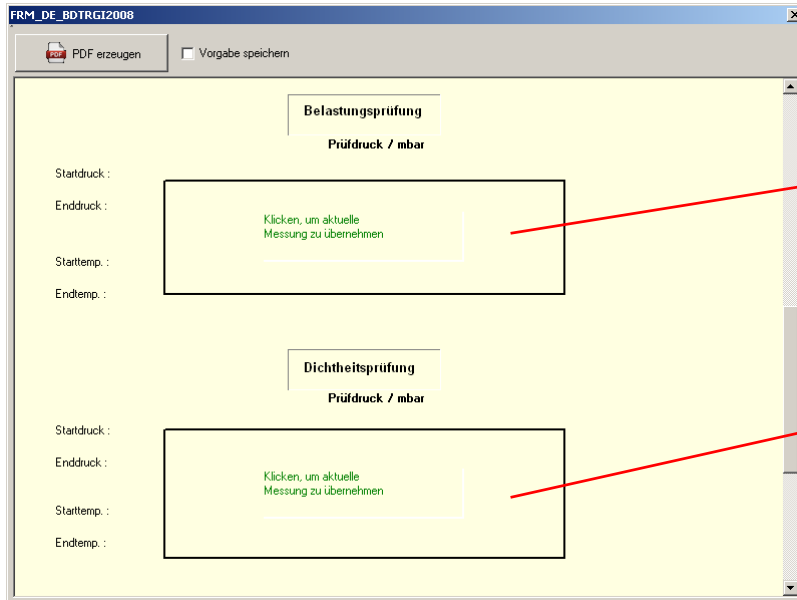 FRM_DE_BDTRGI2008
PDF erzeugen
Vorgabe speichern
Belastungsprüfung
Prüfdruck / mbar
Startdruck :
Enddruck :
Klicken, um aktuelle
Messung zu übernehmen
Starttemp. :
Endtemp. :
Dichtheitsprüfung
Prüfdruck / mbar
Startdruck :
Enddruck :
Klicken, um aktuelle
Messung zu übernehmen
Starttemp. :
Endtemp. :